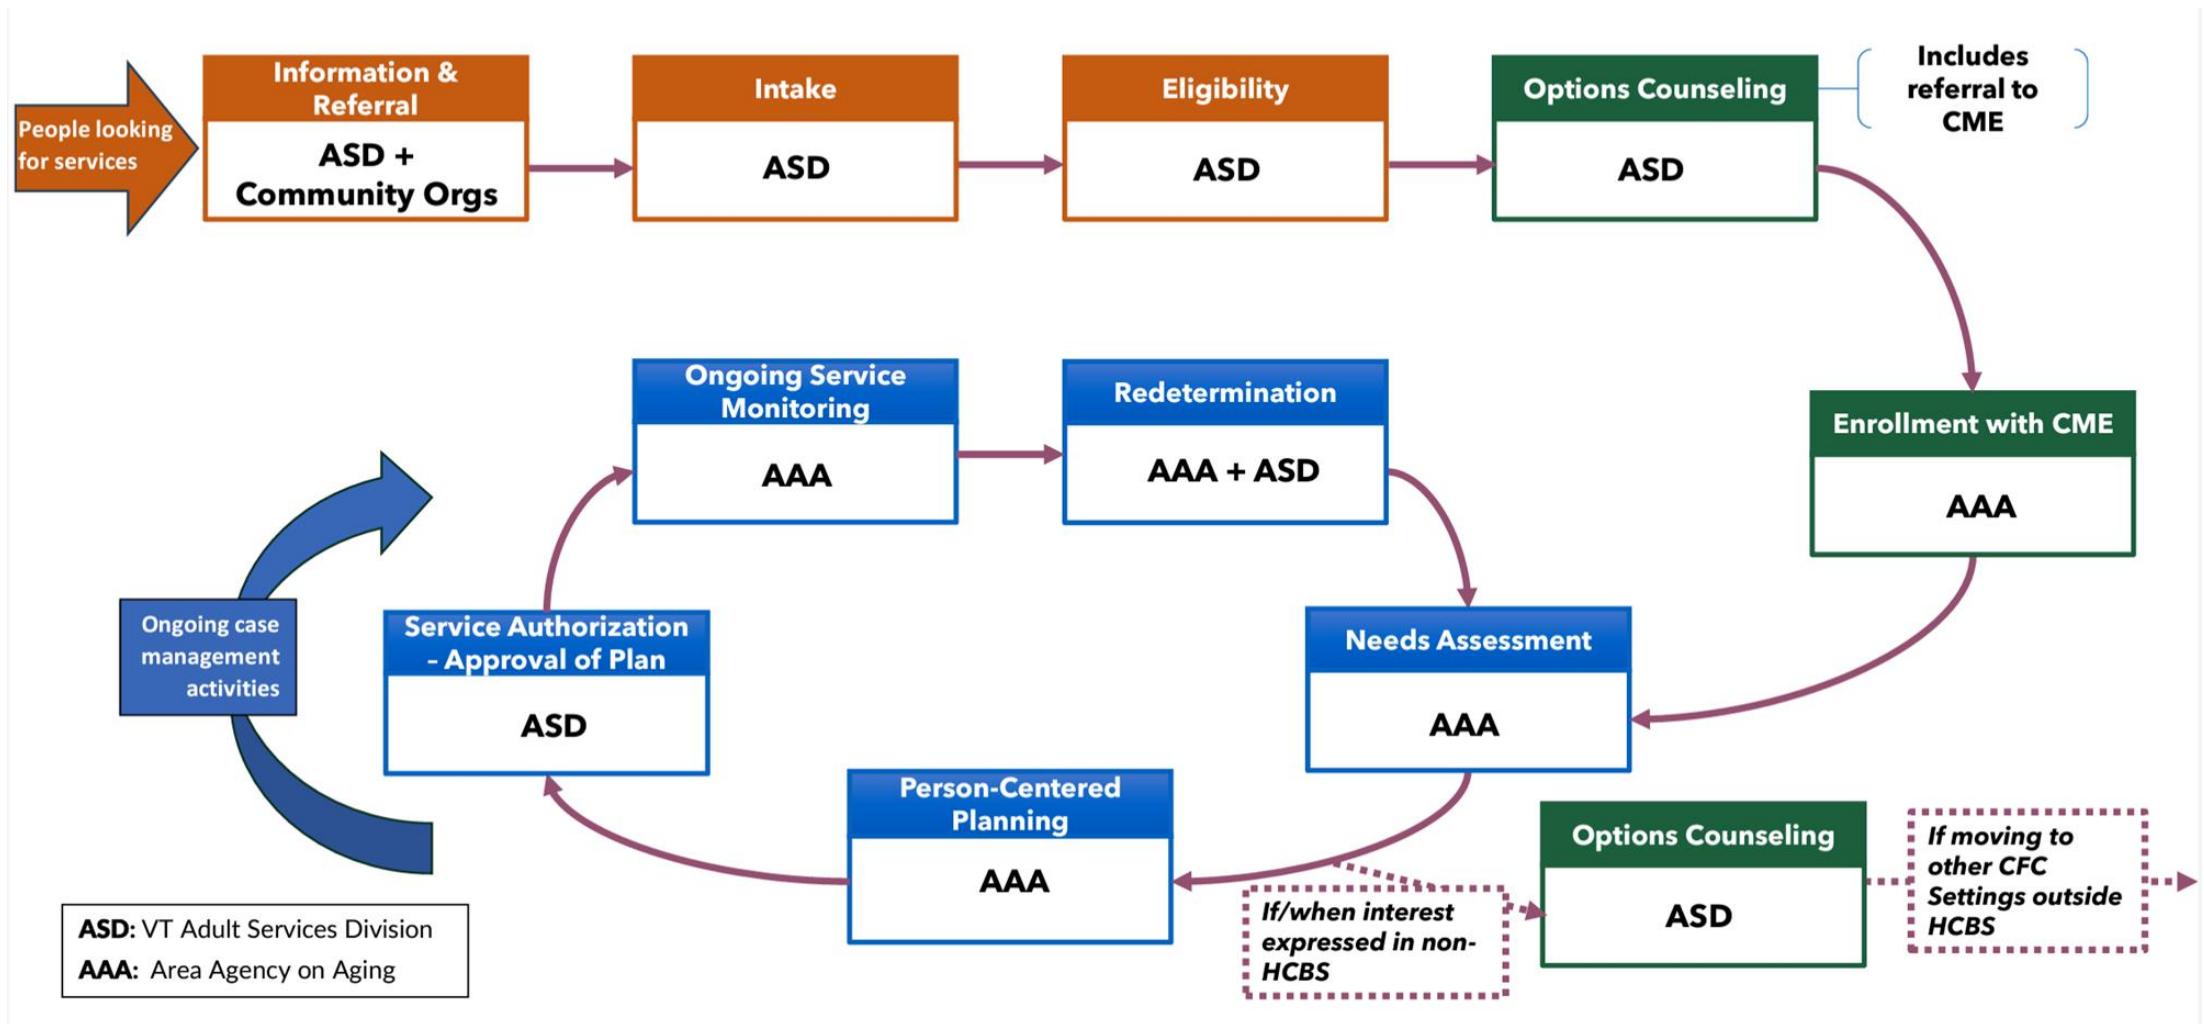 People looking
for services
Information &
Referral
ASD +
Community Orgs
Intake
ASD
Eligibility
ASD
Options Counseling
ASD
Includes
referral to
CME
Ongoing Service
Monitoring
AAA
Redetermination
AAA + ASD
Enrollment with CME
AAA
Ongoing case
management
activities
Service Authorization
– Approval of Plan
ASD
Needs Assessment
AAA
Person-Centered
Planning
AAA
If/when interest
expressed in non-
HCBS
Options Counseling
ASD
If moving to
other CFC
Settings outside
HCBS
ASD: VT Adult Services Division
AAA: Area Agency on Aging